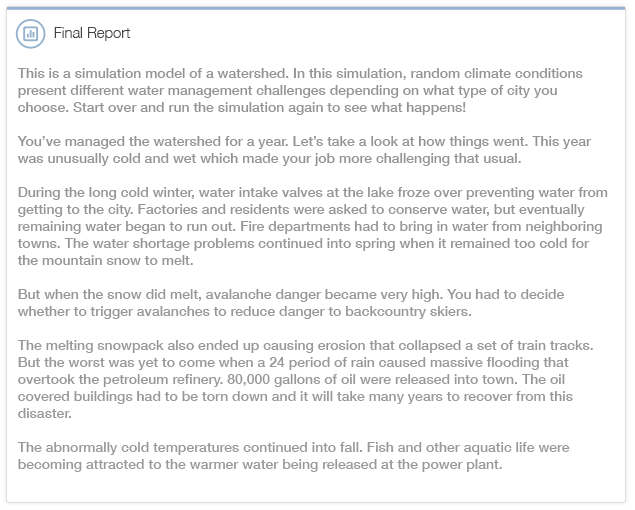 Final Report
This is a simulation model of a watershed. In this simulation, random climate conditions
present different water management challenges depending on what type of city you
choose. Start over and run the simulation again to see what happens!
You’ve managed the watershed for a year. Let’s take a look at how things went. This year
was unusually cold and wet which made your job more challenging that usual.
During the long cold winter, water intake valves at the lake froze over preventing water from
getting to the city. Factories and residents were asked to conserve water, but eventually
remaining water began to run out. Fire departments had to bring in water from neighboring
towns. The water shortage problems continued into spring when it remained too cold for
the mountain snow to melt.
But when the snow did melt, avalanche danger became very high. You had to decide
whether to trigger avalanches to reduce danger to backcountry skiers.
The melting snowpack also ended up causing erosion that collapsed a set of train tracks.
But the worst was yet to come when a 24 period of rain caused massive flooding that
overtook the petroleum refinery. 80,000 gallons of oil were released into town. The oil
covered buildings had to be torn down and it will take many years to recover from this
disaster.
The abnormally cold temperatures continued into fall. Fish and other aquatic life were
becoming attracted to the warmer water being released at the power plant.